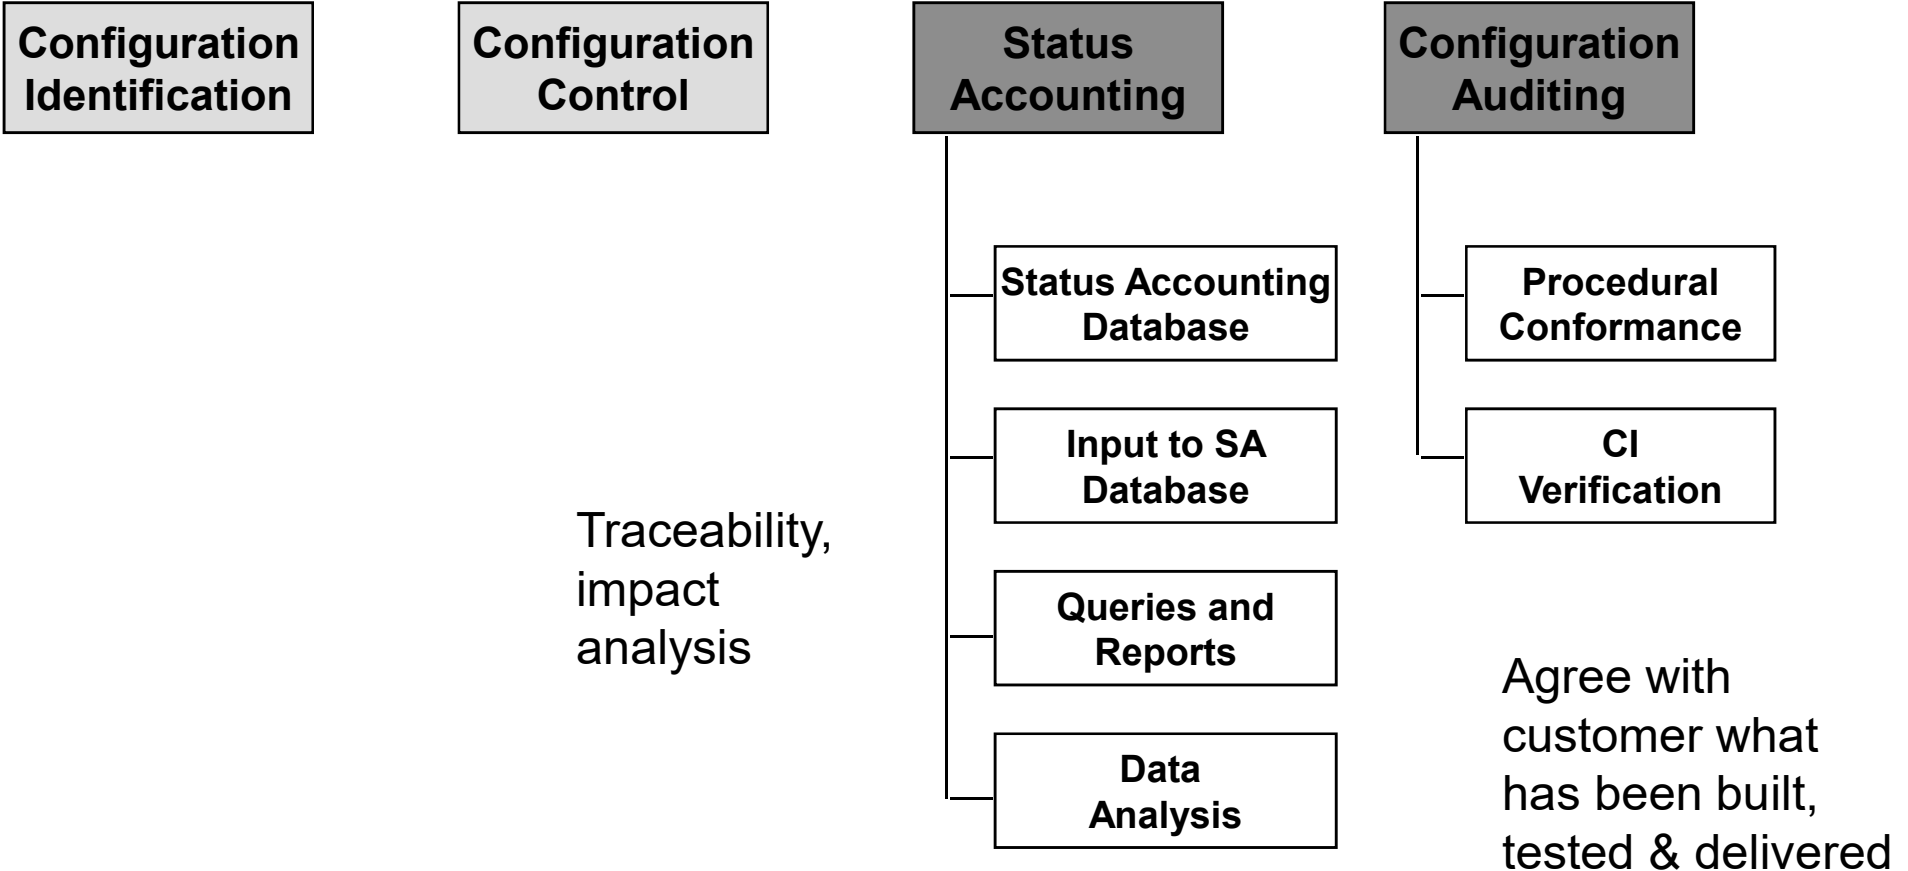 Configuration
Identification
Configuration
Control
Status
Accounting
Configuration
Auditing
Status Accounting
Database
Input to SA
Database
Queries and
Reports
Data
Analysis
Procedural
Conformance
CI
Verification
Traceability,
impact
analysis
Agree with
customer what
has been built,
tested & delivered